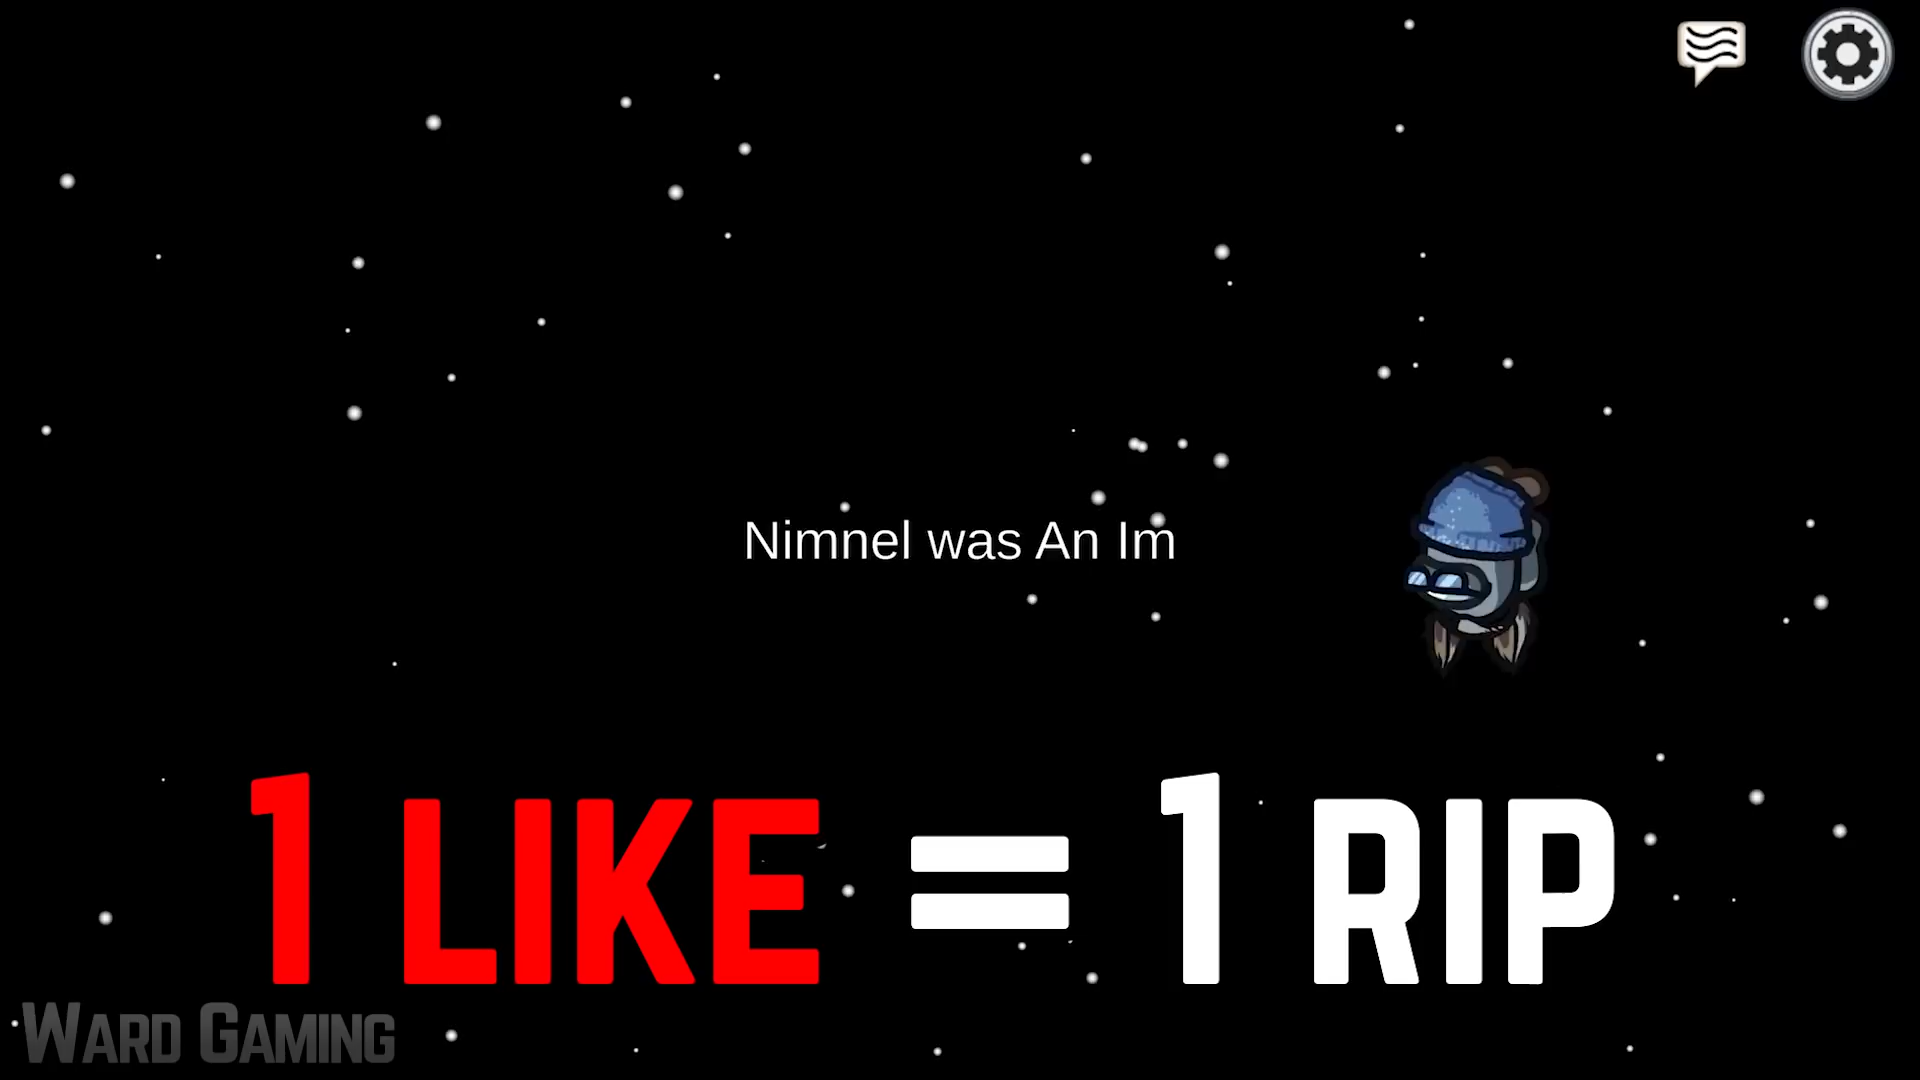 Nimnel was An Im
1 LIKE = 1 RIP
WARD GAMING